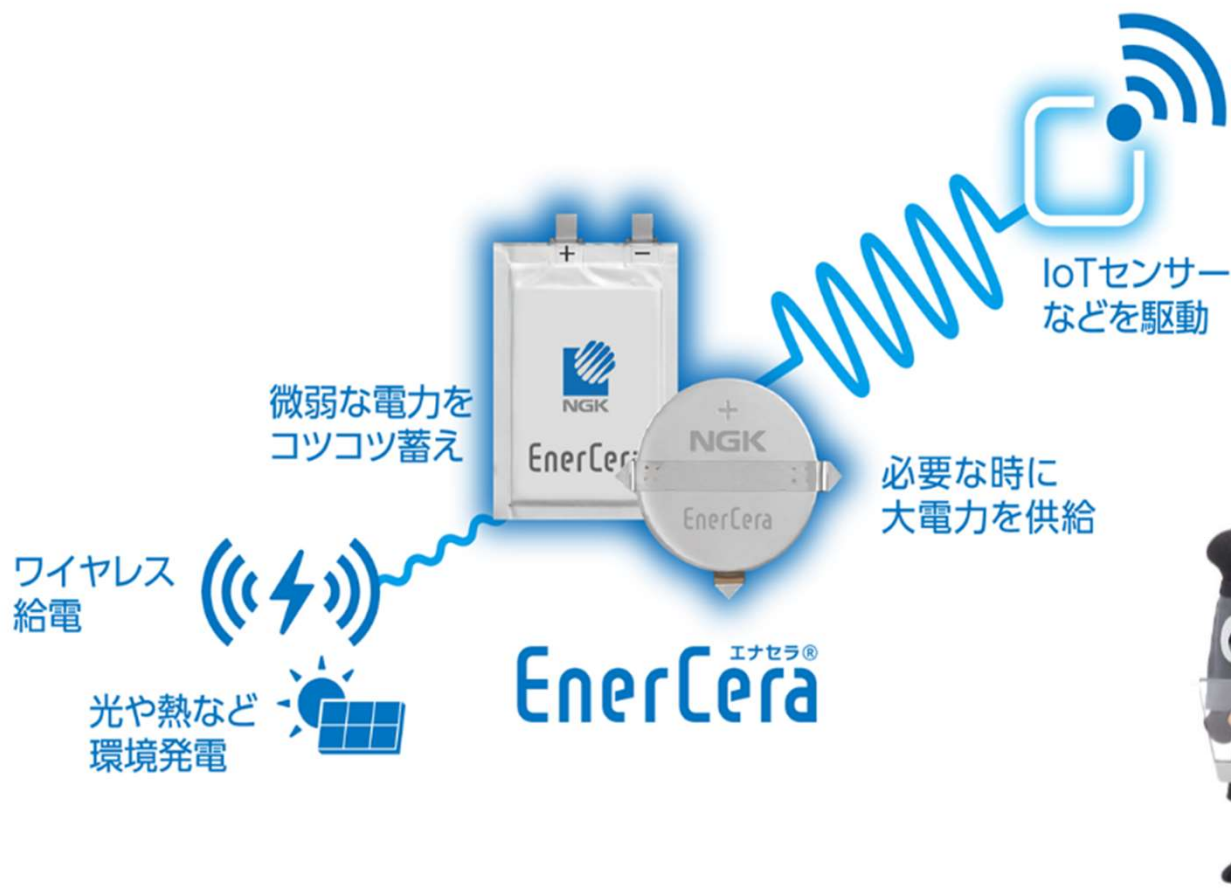 IoTセンサー
などを駆動
+ −
NGK
EnerCera
微弱な電力を
コツコツ蓄え
+
NGK
EnerCera
必要な時に
大電力を供給
ワイヤレス
給電
光や熱など
環境発電
エナセラ®
EnerCera